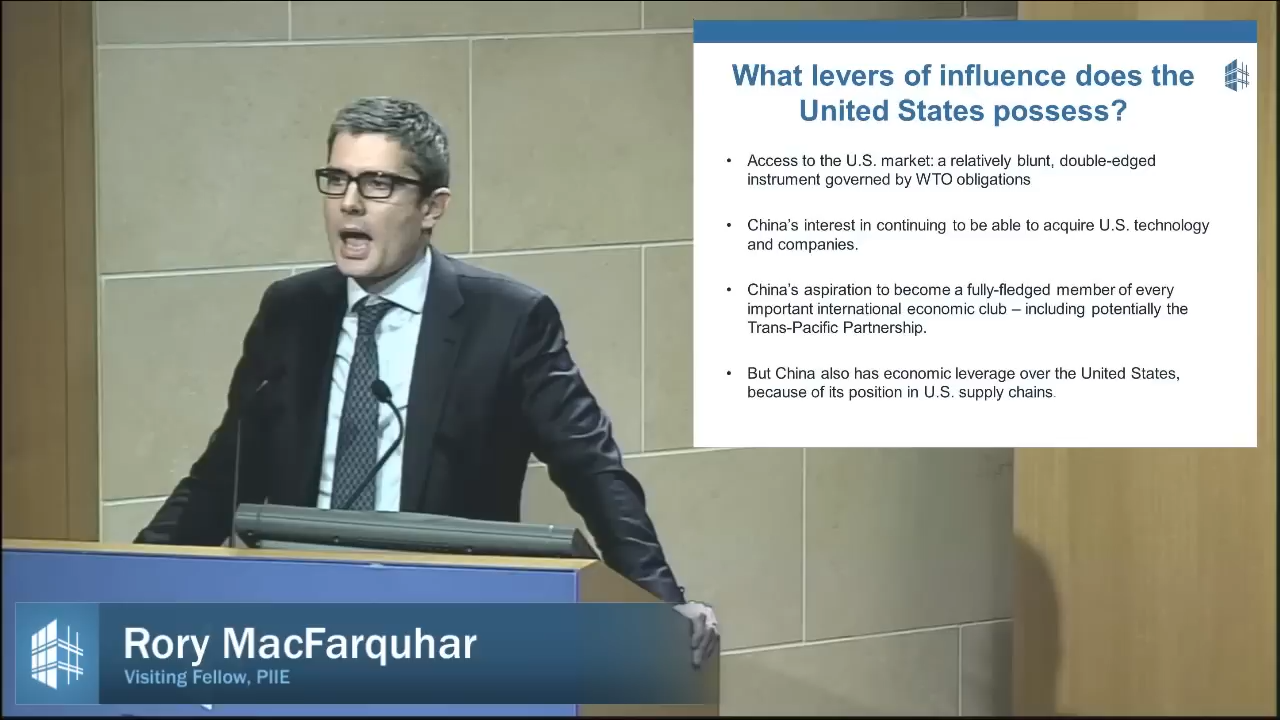 What levers of influence does the
United States possess?
• Access to the U.S. market: a relatively blunt, double-edged
instrument governed by WTO obligations
• China's interest in continuing to be able to acquire U.S. technology
and companies.
• China's aspiration to become a fully-fledged member of every
important international economic club – including potentially the
Trans-Pacific Partnership.
• But China also has economic leverage over the United States,
because of its position in U.S. supply chains.
Rory MacFarquhar
Visiting Fellow, PIIE